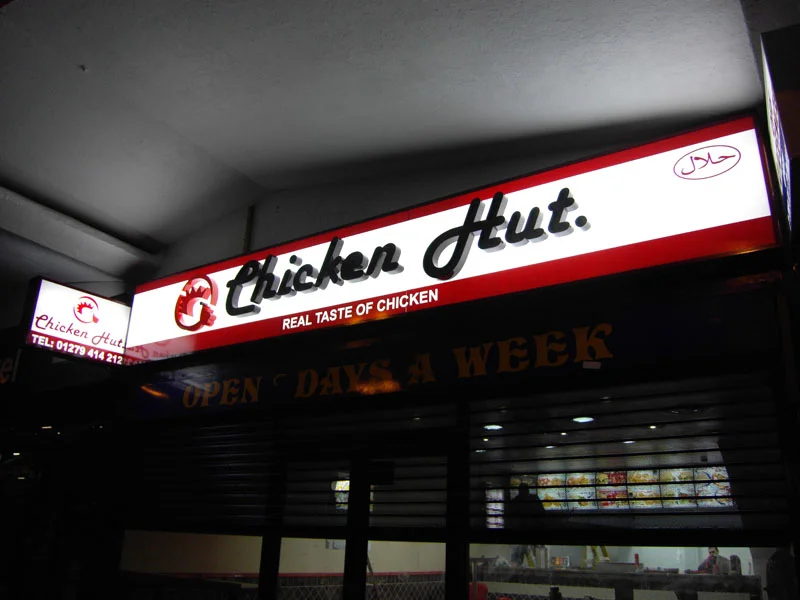 حلال
Chicken Hut.
REAL TASTE OF CHICKEN
Chicken Hut.
TEL: 01279 414 212
OPEN DAYS A WEEK